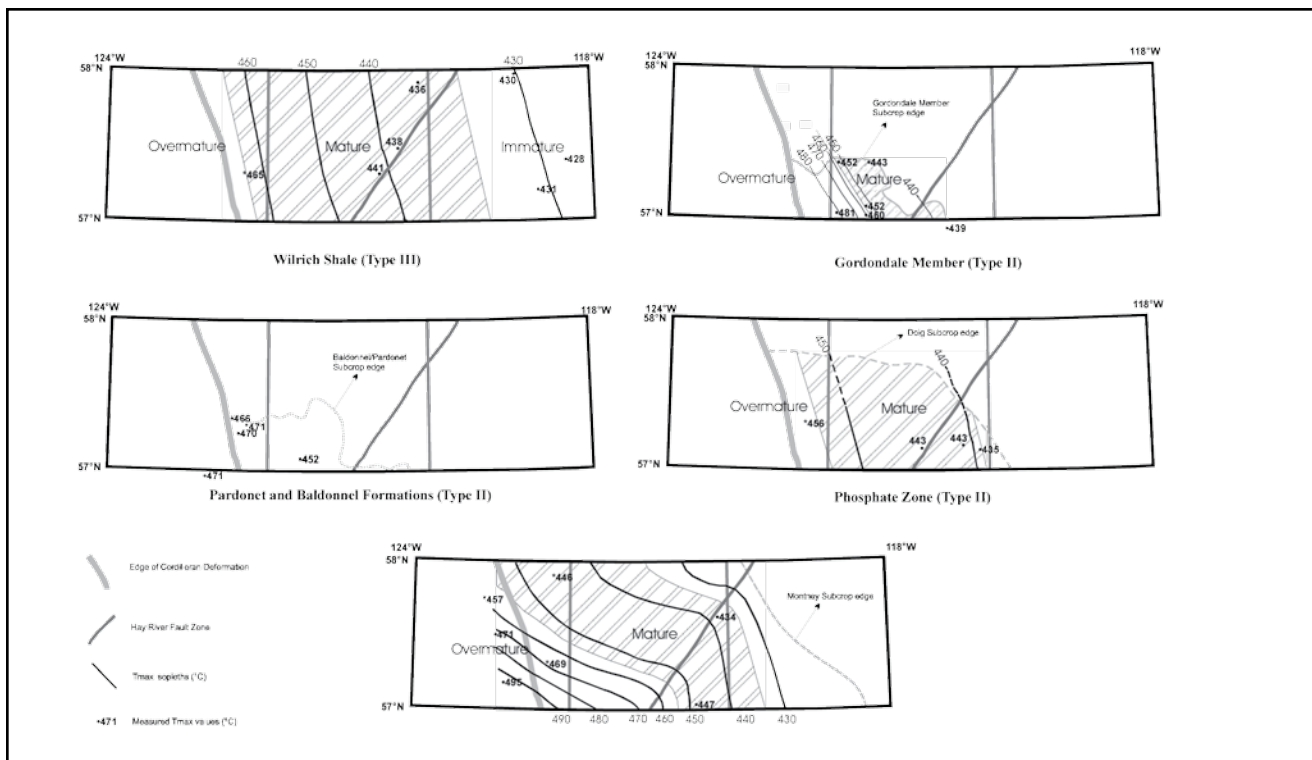 124°W
58°N
460
450
440
430
118°W
430
436
Overmature
Mature
438
Immature
428
465
441
431
57°N
Wilrich Shale (Type III)
124°W
58°N
118°W
Gordondale Member
Subcrop edge
450
460
470
480
452
443
Overmature
Mature
440
481
452
460
57°N
439
Gordondale Member (Type II)
124°W
58°N
118°W
Baldonnel/Pardonet
Subcrop edge
466
471
470
452
57°N
471
Pardonet and Baldonnel Formations (Type II)
124°W
58°N
118°W
Doig Subcrop edge
450
440
Overmature
Mature
456
443
443
435
57°N
Phosphate Zone (Type II)
124°W
58°N
118°W
446
457
Montney Subcrop edge
434
471
Mature
Overmature
469
495
447
57°N
490
480
470
460
450
440
430
Edge of Cordilloran Deformation
Hay River Fault Zone
Tmax sopleths (°C)
•471
Measured Tmax values (°C)